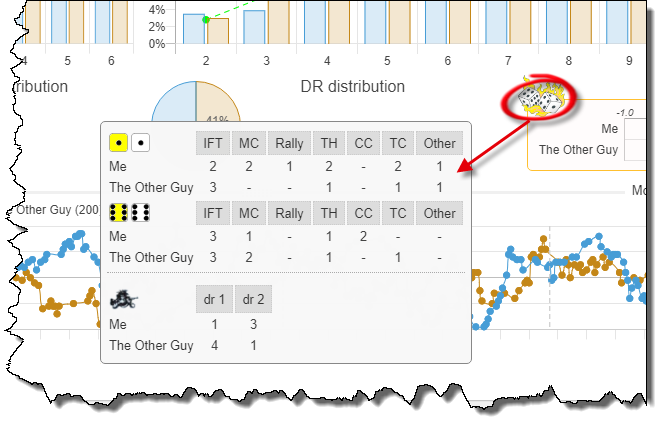 4%
2%
0%
4 5 6 2 3 4 5 6 7 8 9
ribution
DR distribution
41%
-1.0
Me
The Other Guy
IFT MC Rally TH CC TC Other
Me 2 2 1 2 - 2 1
The Other Guy 3 - - 1 - 1 1
IFT MC Rally TH CC TC Other
Me 3 1 - 1 2 - -
The Other Guy 3 2 - 1 - 1 -
dr 1 dr 2
Me 1 3
The Other Guy 4 1
Mo
Other Guy (200